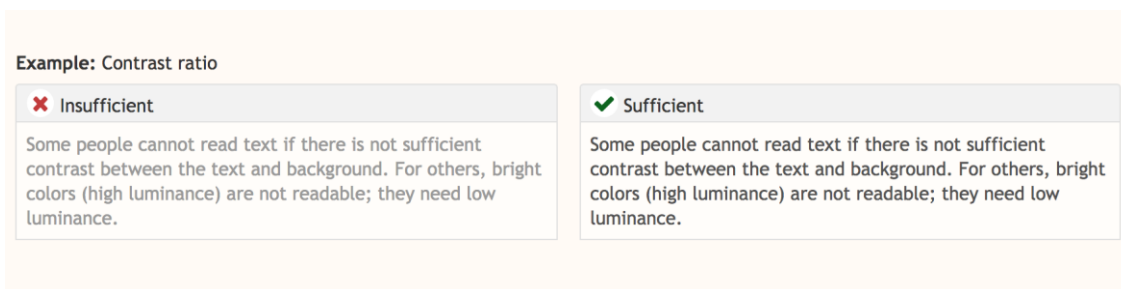 Example: Contrast ratio
Insufficient
Some people cannot read text if there is not sufficient
contrast between the text and background. For others, bright
colors (high luminance) are not readable; they need low
luminance.
Sufficient
Some people cannot read text if there is not sufficient
contrast between the text and background. For others, bright
colors (high luminance) are not readable; they need low
luminance.